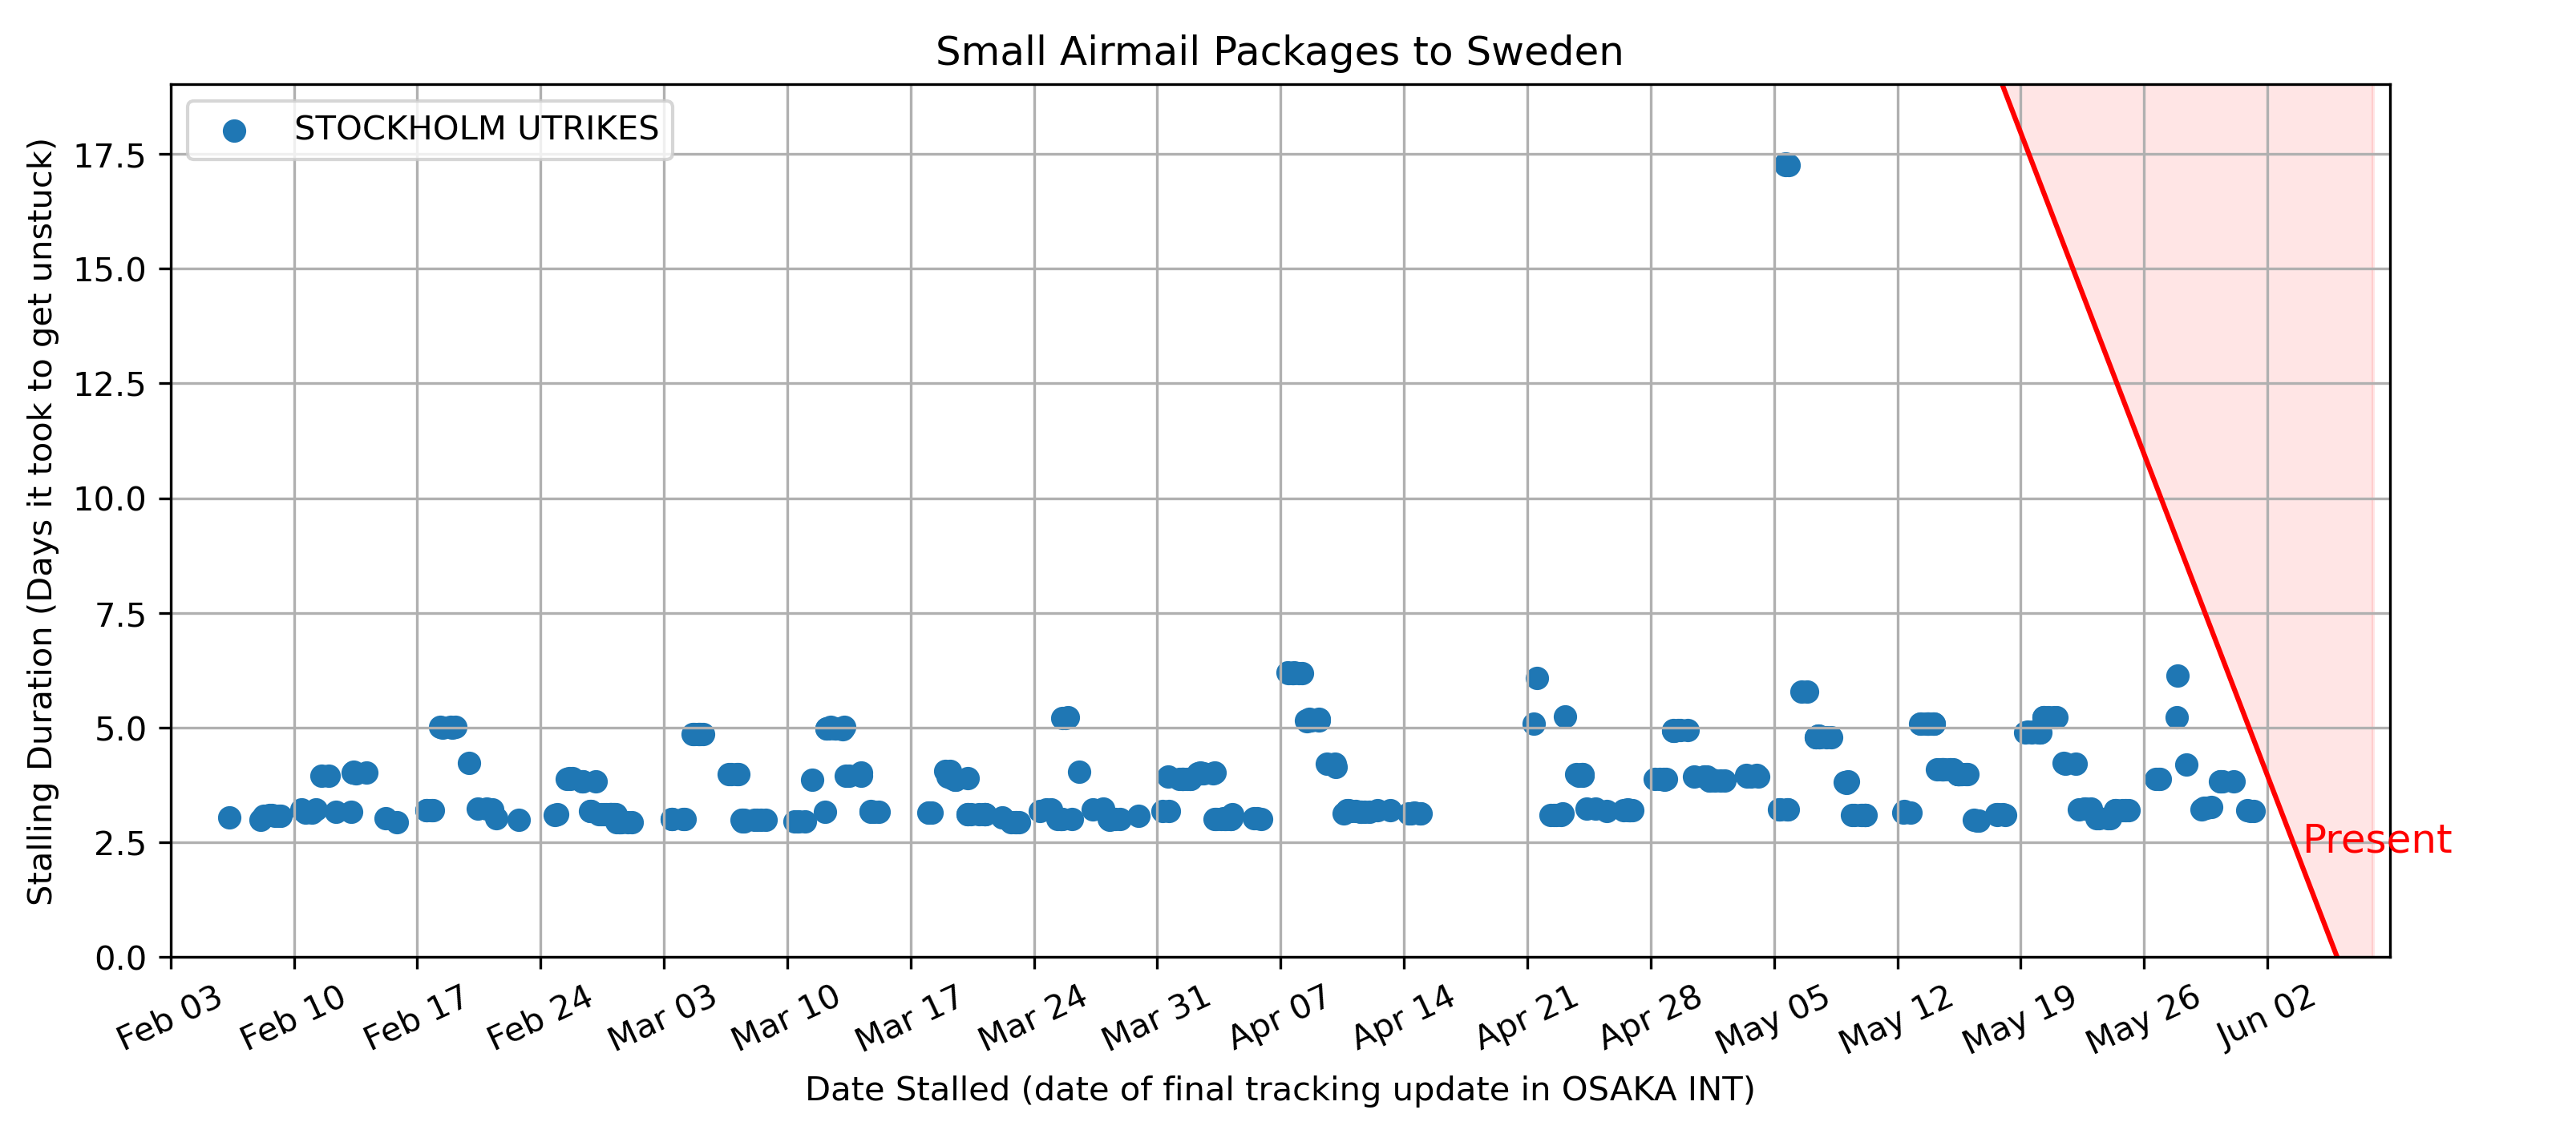 Small Airmail Packages to Sweden
STOCKHOLM UTRIKES
Stalling Duration (Days it took to get unstuck)
17.5
15.0
12.5
10.0
7.5
5.0
2.5
0.0
Present
Feb 03
Feb 10
Feb 17
Feb 24
Mar 03
Mar 10
Mar 17
Mar 24
Mar 31
Apr 07
Apr 14
Apr 21
Apr 28
May 05
May 12
May 19
May 26
Jun 02
Date Stalled (date of final tracking update in OSAKA INT)